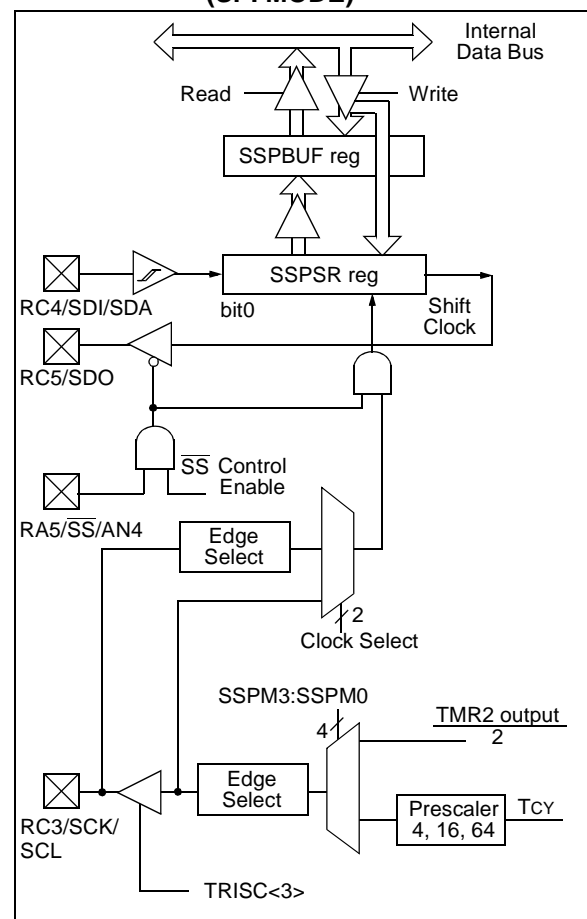 Internal
Data Bus
Read
Write
SSPBUF reg
SSPSR reg
RC4/SDI/SDA
bit0
Shift
Clock
RC5/SDO
SS Control
Enable
RA5/SS/AN4
Edge
Select
2
Clock Select
SSPM3:SSPM0
TMR2 output
4
2
Edge
Select
Prescaler
4, 16, 64
TCY
RC3/SCK/
SCL
TRISC<3>